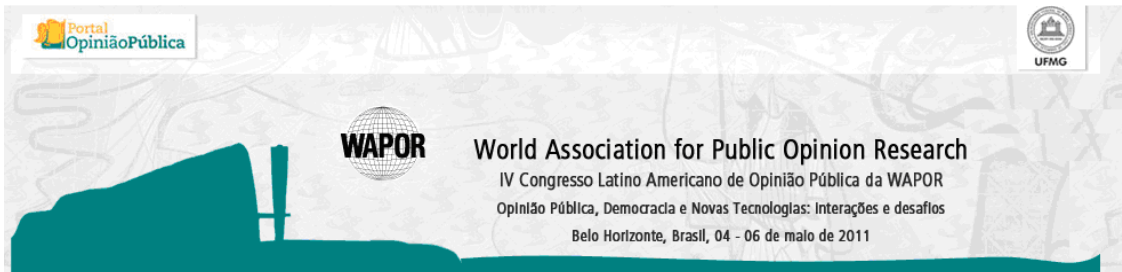 Portal
OpiniãoPública
UFMG
WAPOR
World Association for Public Opinion Research
IV Congresso Latino Americano de Opinião Pública da WAPOR
Opinião Pública, Democracia e Novas Tecnologias: Interações e desafios
Belo Horizonte, Brasil, 04 - 06 de maio de 2011